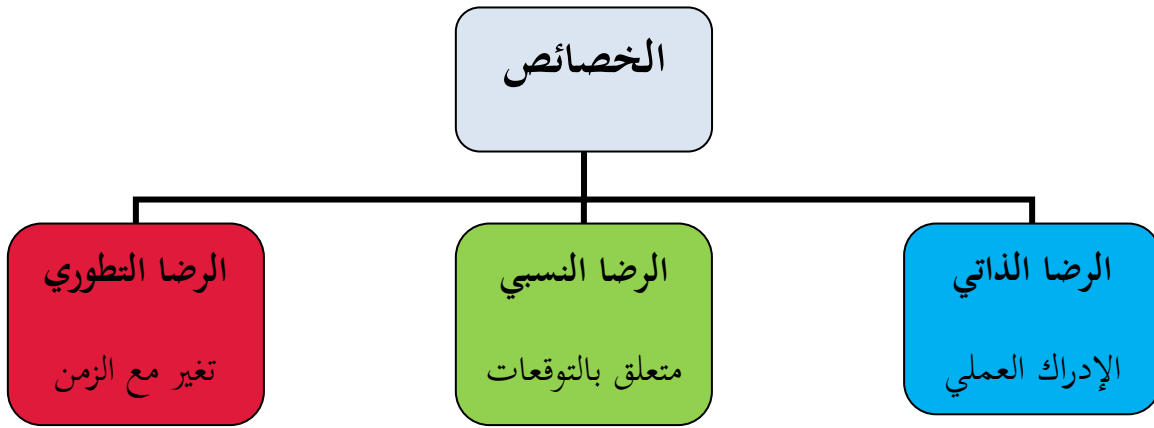 الخصائص
الرضا الذاتي
الإدراك العملي
الرضا النسبي
متعلق بالتوقعات
الرضا التطوري
تغير مع الزمن